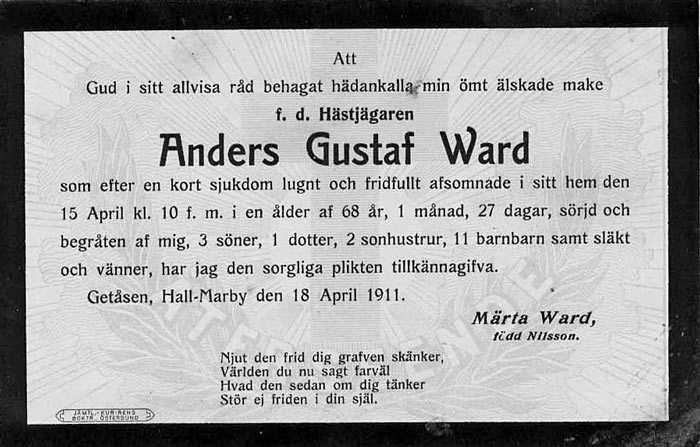 Att
Gud i sitt allvisa råd behagat hädankalla min ömt älskade make
f. d. Hästjägaren
Anders Gustaf Ward
som efter en kort sjukdom lugnt och fridfullt afsomnade i sitt hem den
15 April kl. 10 f. m. i en ålder af 68 år, 1 månad, 27 dagar, sörjd och
begråten af mig, 3 söner, 1 dotter, 2 sonhustrur, 11 barnbarn samt släkt
och vänner, har jag den sorgliga plikten tillkännagifva.
Getåsen, Hall-Marby den 18 April 1911.
Märta Ward,
född Nilsson.
Njut den frid dig grafven skänker,
Världen du nu sagt farväl
Hvad den sedan om dig tänker
Stör ej friden i din själ.
JÄMTL.-KURIRENS
BOKTR., ÖSTERSUND